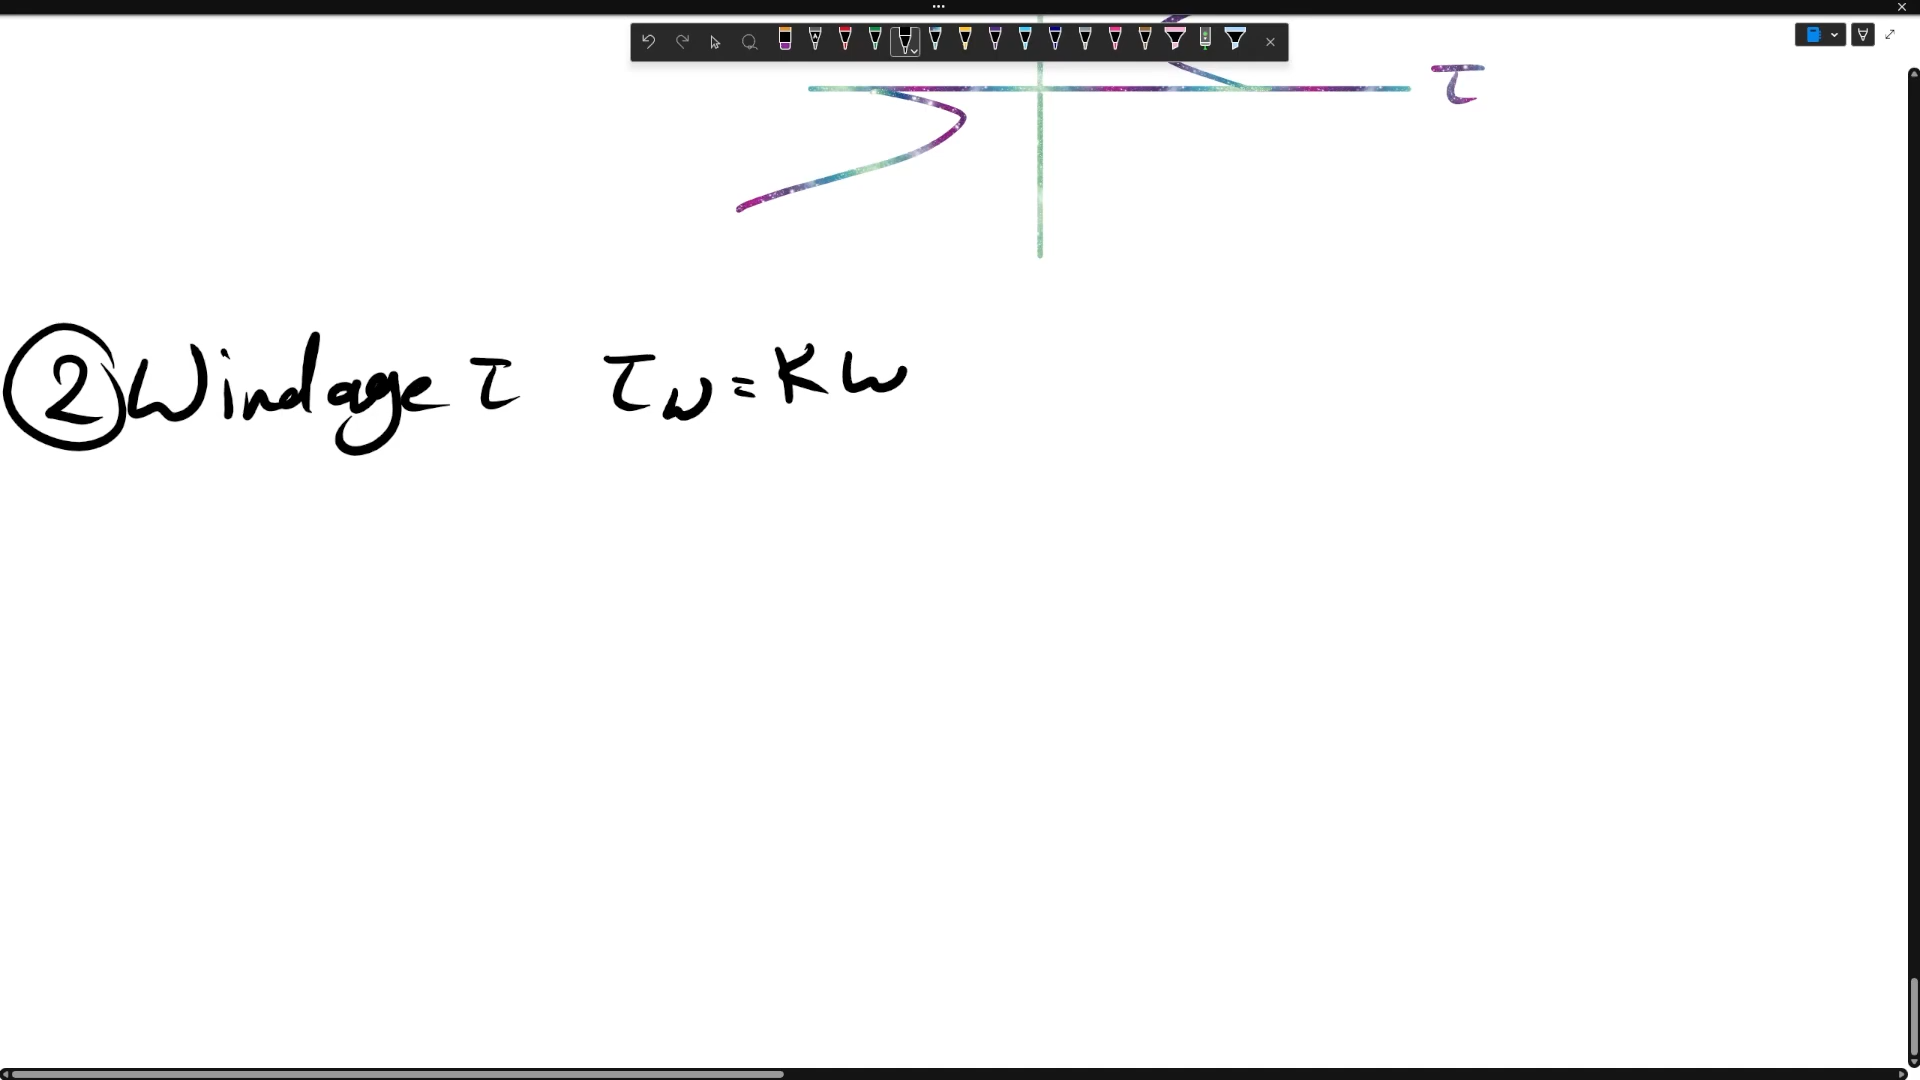 τ
② Windage τ τω = Kω